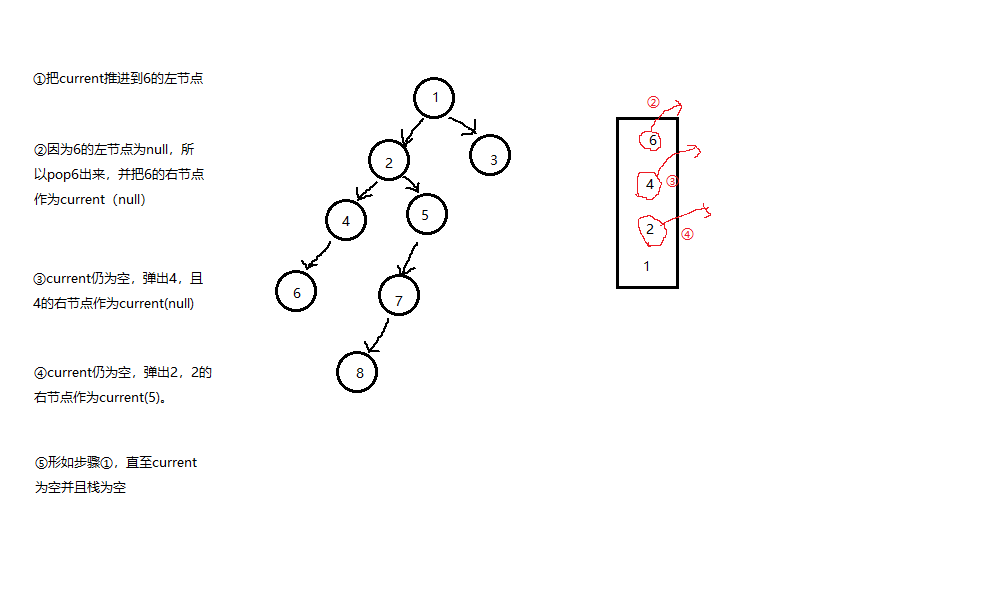 ①把current推进到6的左节点
②因为6的左节点为null，所
以pop6出来，并把6的右节点
作为current（null）
③current仍为空，弹出4，且
4的右节点作为current(null)
④current仍为空，弹出2，2的
右节点作为current(5)。
⑤形如步骤①，直至current
为空并且栈为空
1
2
3
4
5
6
7
8
②
6
4
③
2
④
1